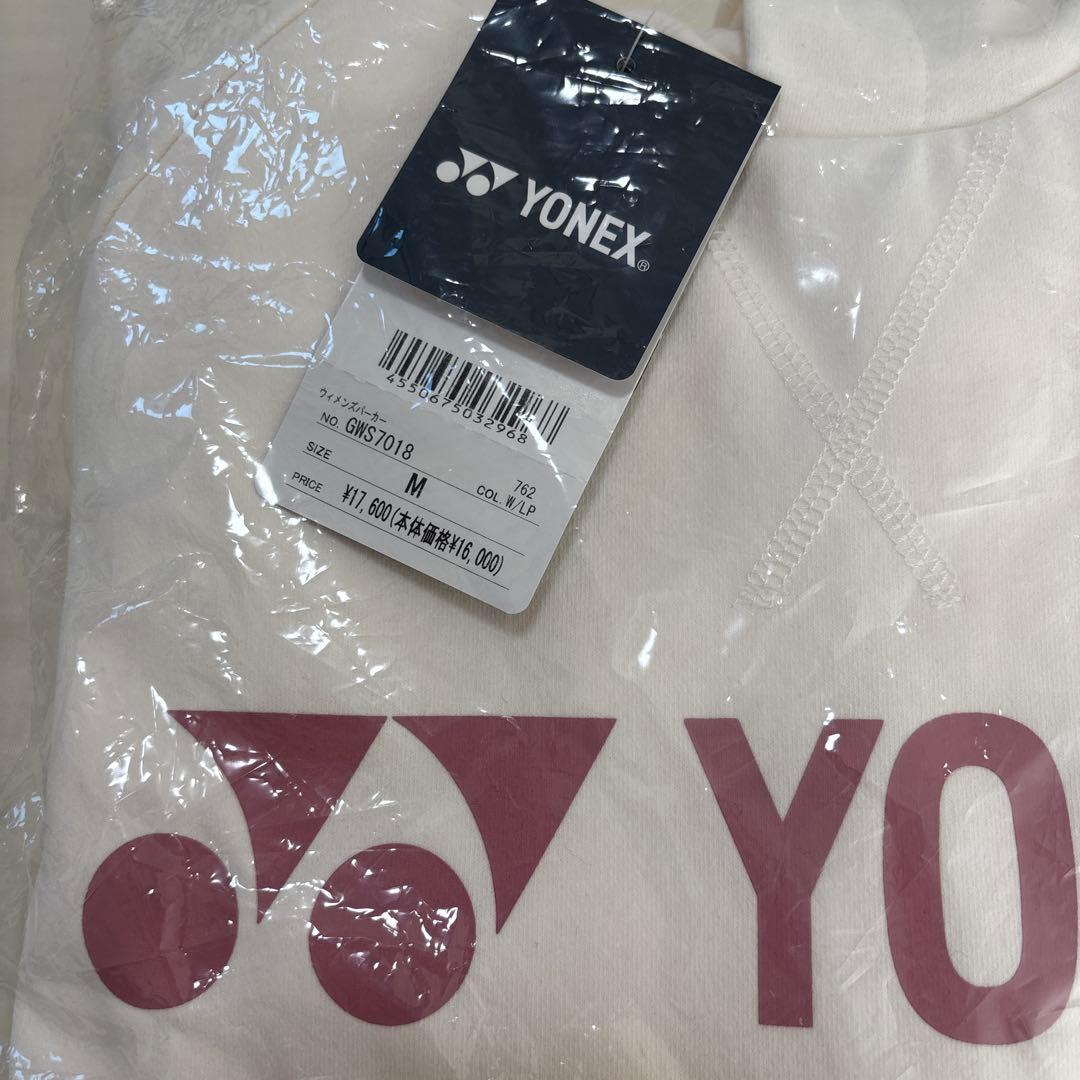 YONEX®
4550675032968
ウィメンズパーカー
NO. GWS7018
SIZE M 762
COL. W/LP
PRICE ¥17,600(本体価格¥16,000)
YO